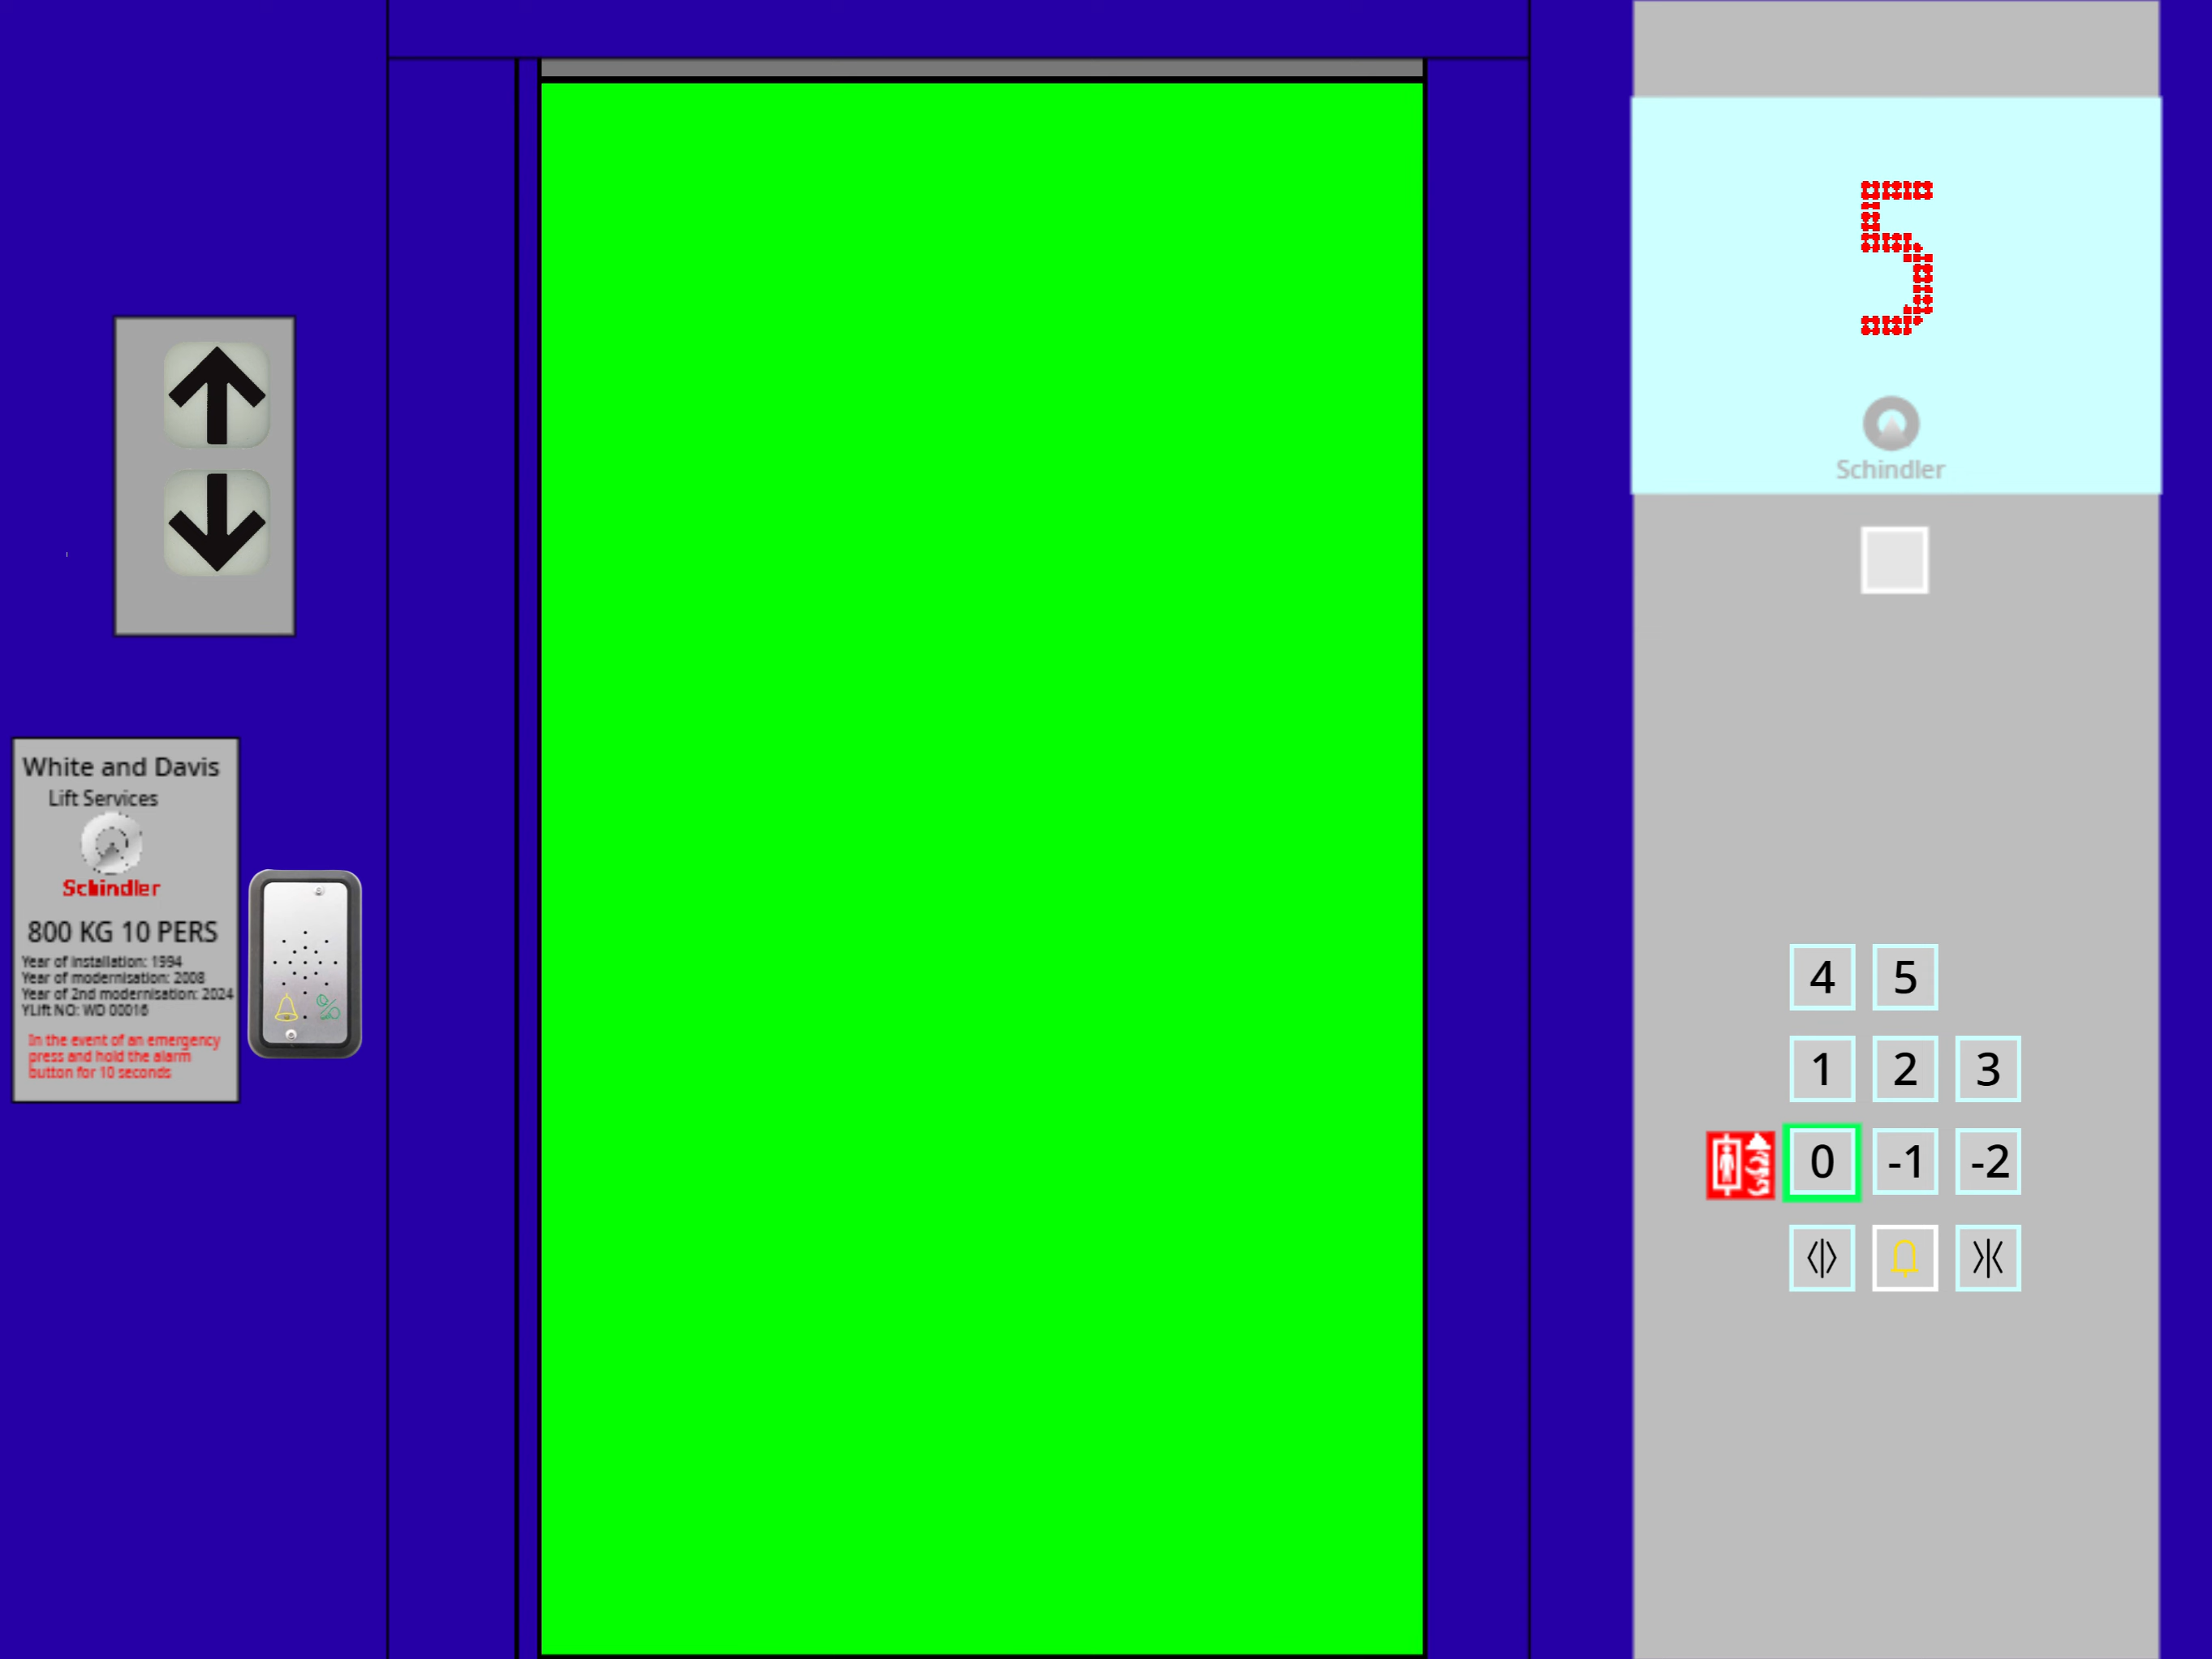 White and Davis
Lift Services
Schindler
800 KG 10 PERS
Year of installation: 1994
Year of modernisation: 2008
Year of 2nd modernisation: 2024
YLift NO: WD 00016
In the event of an emergency
press and hold the alarm
button for 10 seconds
5
Schindler
4 5
1 2 3
0 -1 -2